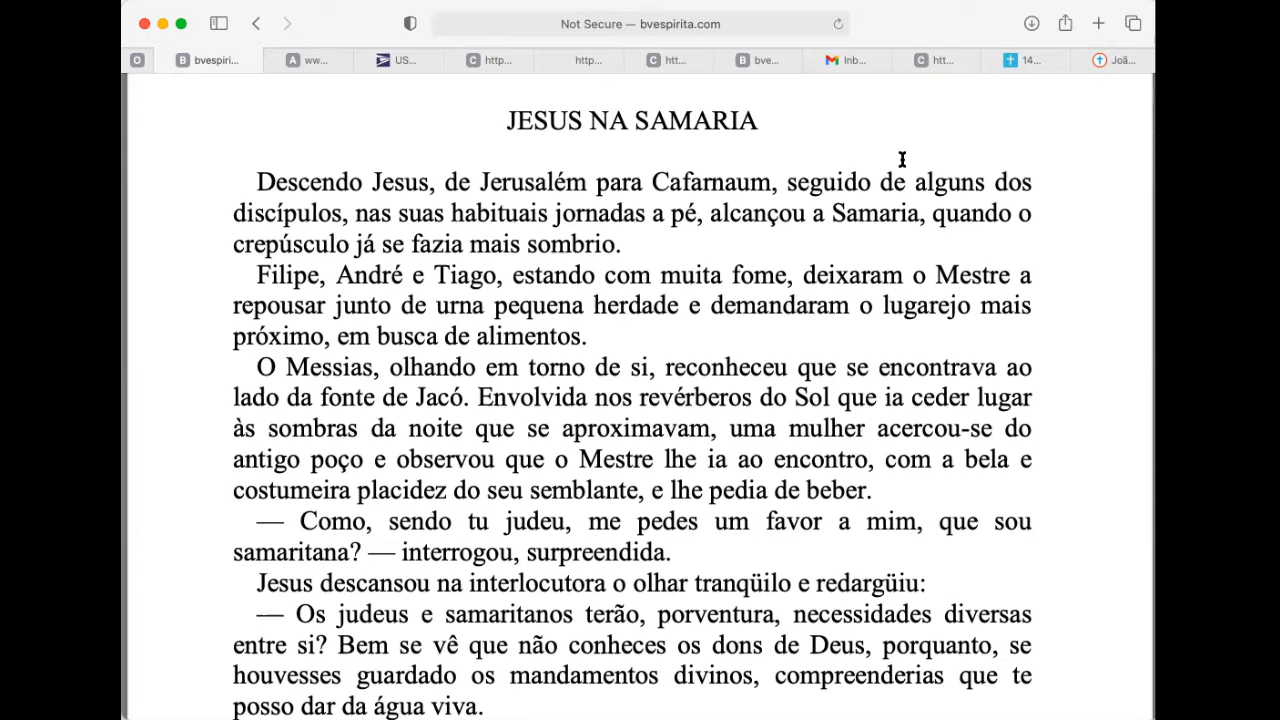 Not Secure — bvespirita.com
O
B bvespiri...
A ww...
US...
C http...
http...
C htt...
B bve...
Inb...
C htt...
14...
Joã...
JESUS NA SAMARIA
Descendo Jesus, de Jerusalém para Cafarnaum, seguido de alguns dos
discípulos, nas suas habituais jornadas a pé, alcançou a Samaria, quando o
crepúsculo já se fazia mais sombrio.
Filipe, André e Tiago, estando com muita fome, deixaram o Mestre a
repousar junto de urna pequena herdade e demandaram o lugarejo mais
próximo, em busca de alimentos.
O Messias, olhando em torno de si, reconheceu que se encontrava ao
lado da fonte de Jacó. Envolvida nos revérberos do Sol que ia ceder lugar
às sombras da noite que se aproximavam, uma mulher acercou-se do
antigo poço e observou que o Mestre lhe ia ao encontro, com a bela e
costumeira placidez do seu semblante, e lhe pedia de beber.
— Como, sendo tu judeu, me pedes um favor a mim, que sou
samaritana? — interrogou, surpreendida.
Jesus descansou na interlocutora o olhar tranqüilo e redargüiu:
— Os judeus e samaritanos terão, porventura, necessidades diversas
entre si? Bem se vê que não conheces os dons de Deus, porquanto, se
houvesses guardado os mandamentos divinos, compreenderias que te
posso dar da água viva.